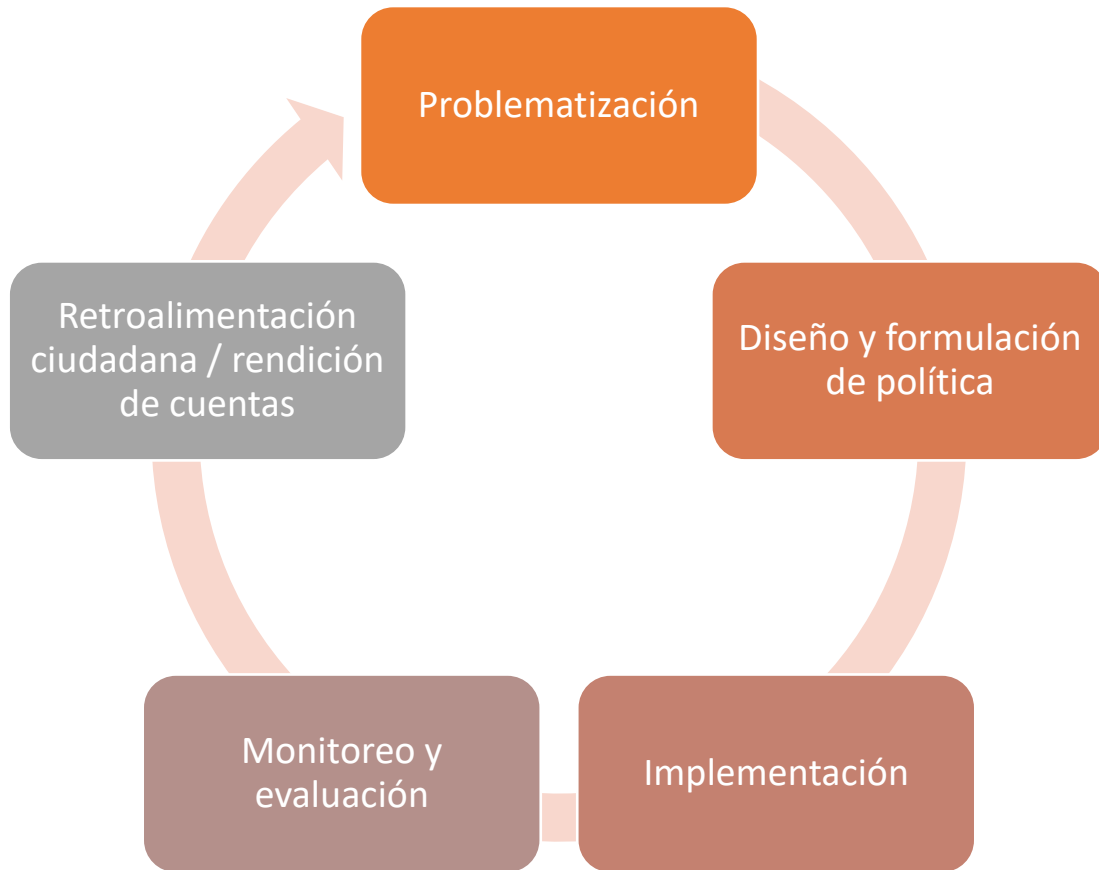 Problematización
Diseño y formulación
de política
Implementación
Monitoreo y
evaluación
Retroalimentación
ciudadana / rendición
de cuentas